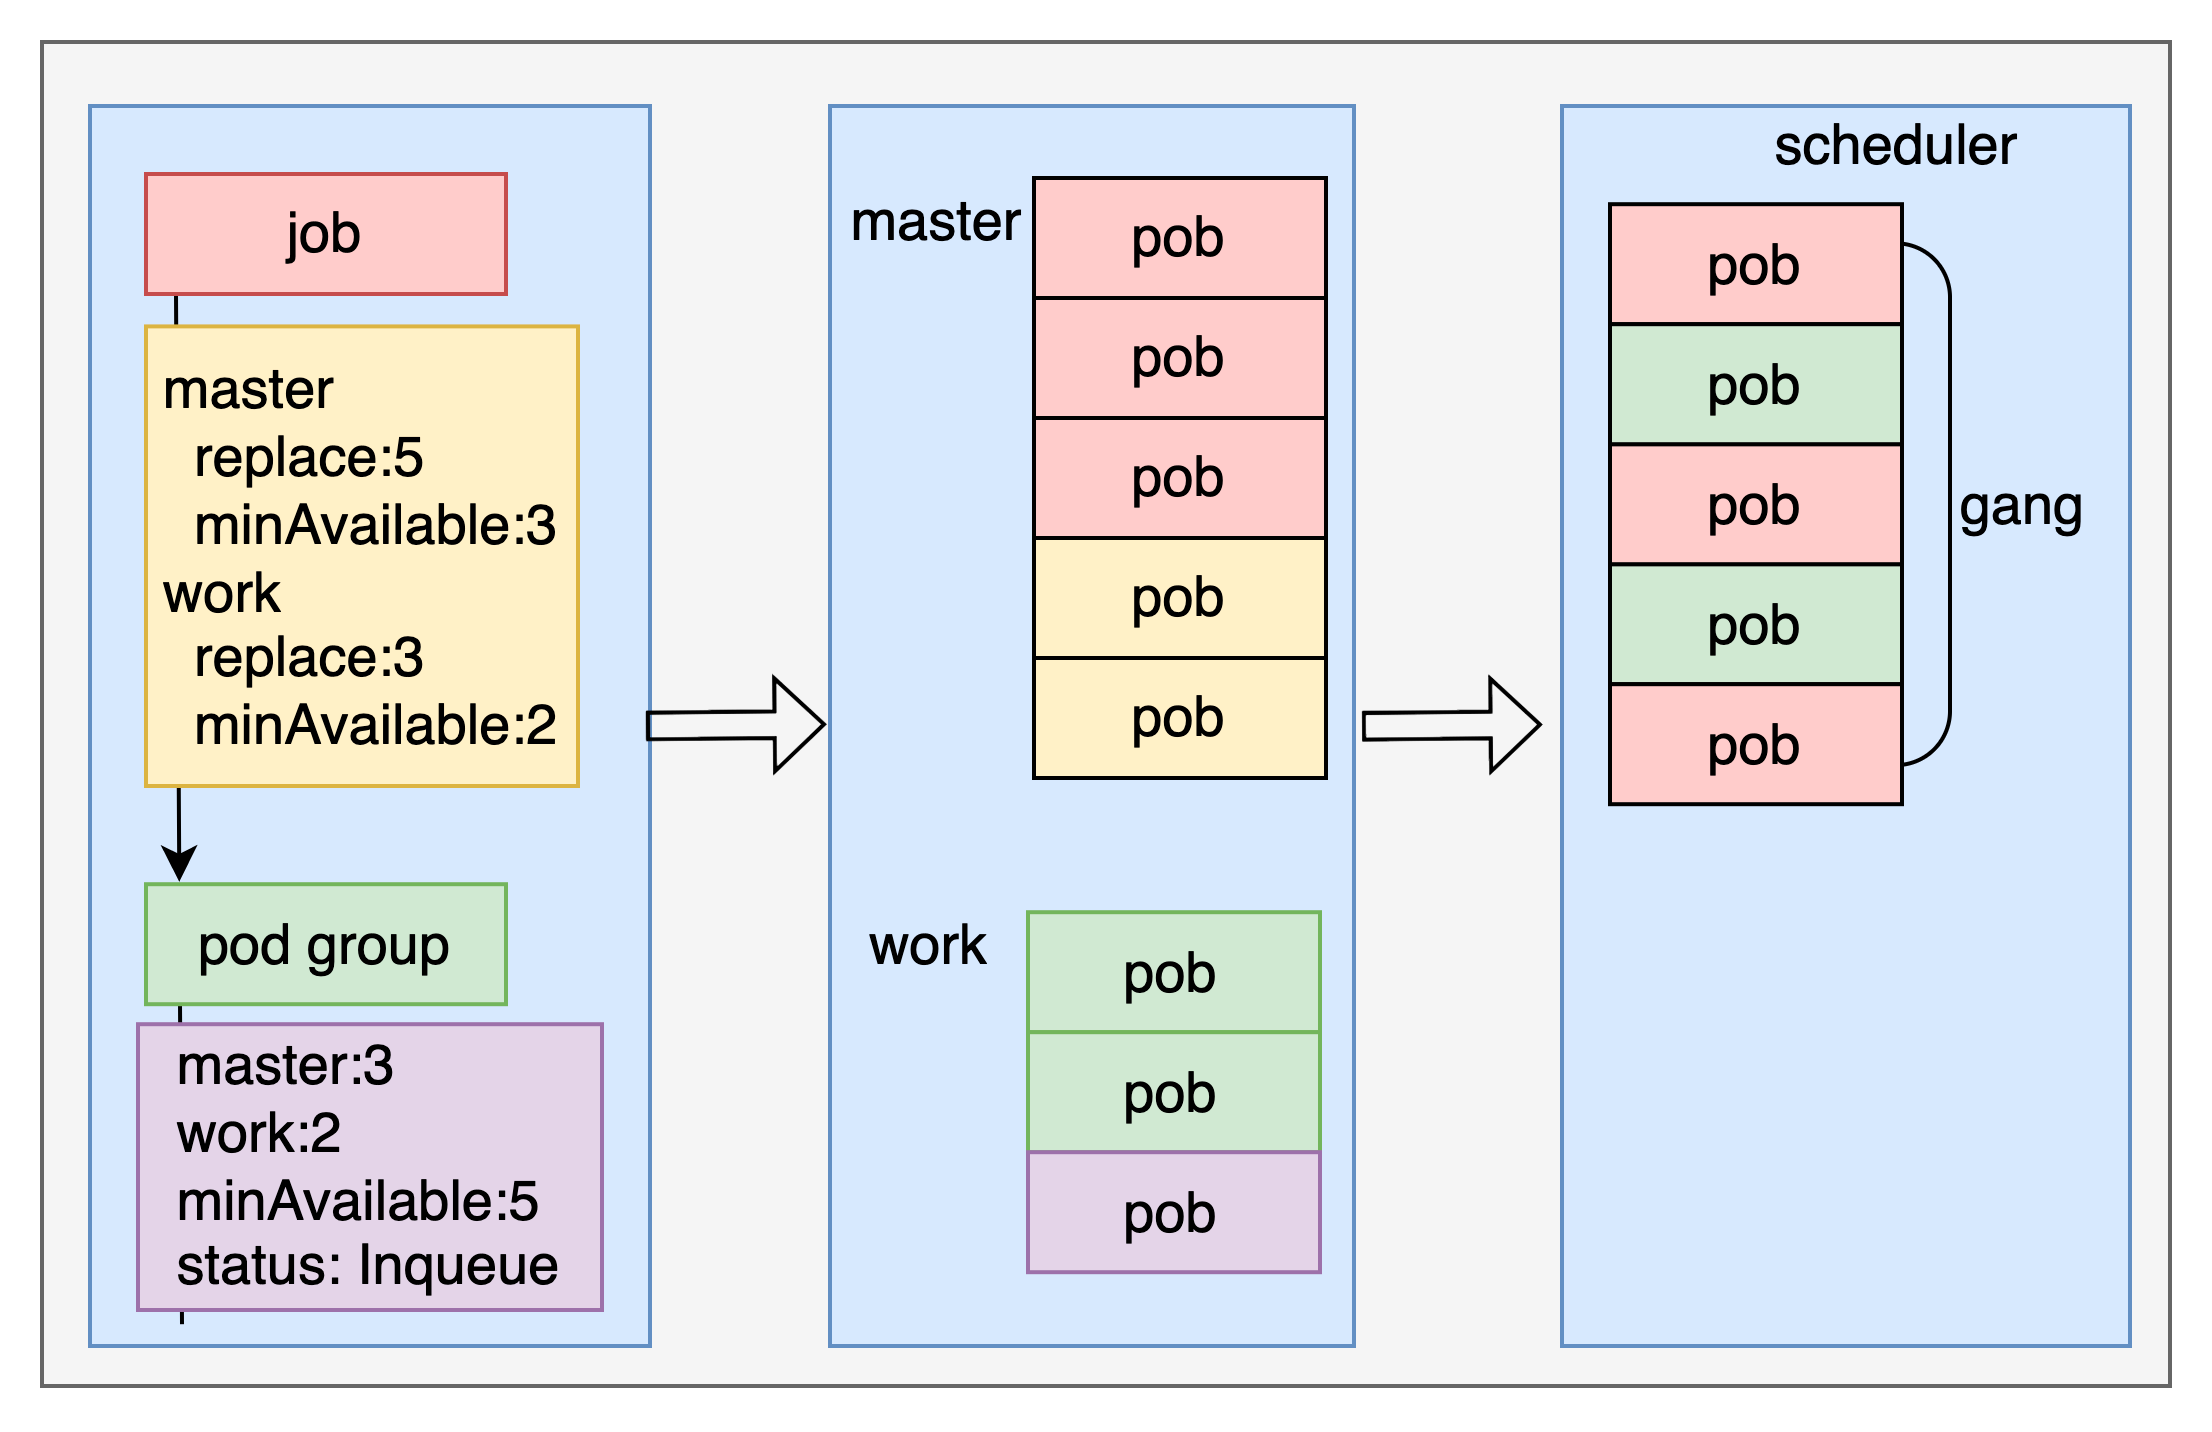 job
master
replace:5
minAvailable:3
work
replace:3
minAvailable:2
pod group
master:3
work:2
minAvailable:5
status: Inqueue
master
pob
pob
pob
pob
pob
work
pob
pob
pob
scheduler
pob
pob
pob
pob
pob
gang